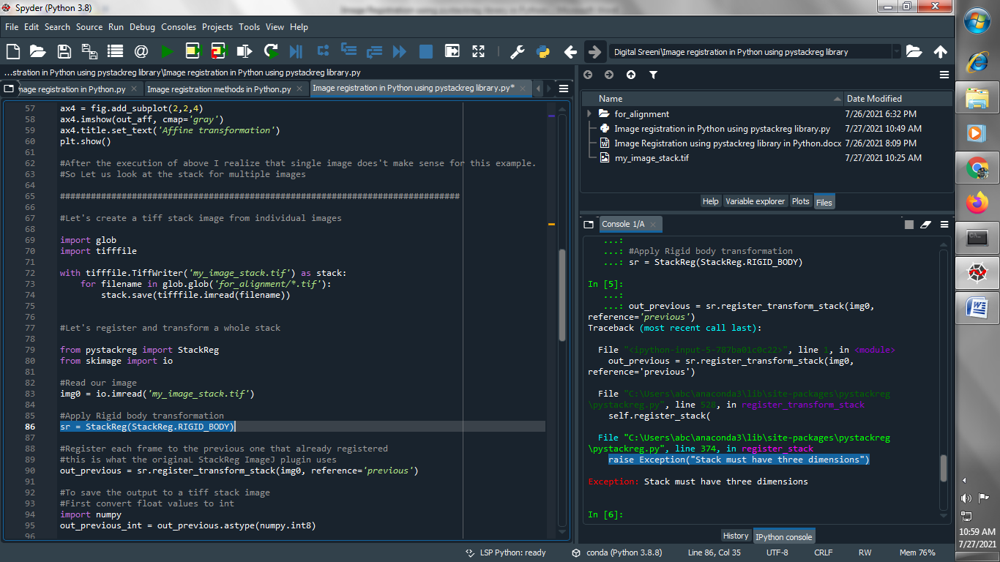 Spyder (Python 3.8)
File Edit Search Source Run Debug Consoles Projects Tools View Help
Digital Sreeni\Image registration in Python using pystackreg library
...stration in Python using pystackreg library\Image registration in Python using pystackreg library.py
mage registration in Python.py
Image registration methods in Python.py
Image registration in Python using pystackreg library.py*
57 ax4 = fig.add_subplot(2,2,4)
58 ax4.imshow(out_aff, cmap='gray')
59 ax4.title.set_text('Affine transformation')
60 plt.show()
61
62 #After the execution of above I realize that single image does't make sense for this example.
63 #So Let us look at the stack for multiple images
64
65 ##############################################################################
66
67 #Let's create a tiff stack image from individual images
68
69 import glob
70 import tifffile
71
72 with tifffile.TiffWriter('my_image_stack.tif') as stack:
73     for filename in glob.glob('for_alignment/*.tif'):
74         stack.save(tifffile.imread(filename))
75
76
77 #Let's register and transform a whole stack
78
79 from pystackreg import StackReg
80 from skimage import io
81
82 #Read our image
83 img0 = io.imread('my_image_stack.tif')
84
85 #Apply Rigid body transformation
86 sr = StackReg(StackReg.RIGID_BODY)
87
88 #Register each frame to the previous one that already registered
89 #this is what the originaL StackReg ImageJ plugin uses
90 out_previous = sr.register_transform_stack(img0, reference='previous')
91
92 #To save the output to a tiff stack image
93 #First convert float values to int
94 import numpy
95 out_previous_int = out_previous.astype(numpy.int8)
96
Name Date Modified
for_alignment 7/26/2021 6:32 PM
Image registration in Python using pystackreg library.py 7/27/2021 10:49 AM
Image Registration using pystackreg library in Python.docx 7/26/2021 8:09 PM
my_image_stack.tif 7/27/2021 10:25 AM
Help Variable explorer Plots Files
Console 1/A
...:
...: #Apply Rigid body transformation
...: sr = StackReg(StackReg.RIGID_BODY)
In [5]:
...:
...: out_previous = sr.register_transform_stack(img0,
reference='previous')
Traceback (most recent call last):
File "<ipython-input-5-787ba01c0c22>", line 1, in <module>
out_previous = sr.register_transform_stack(img0,
reference='previous')
File "C:\Users\abc\anaconda3\lib\site-packages\pystackreg
\pystackreg.py", line 528, in register_transform_stack
self.register_stack(
File "C:\Users\abc\anaconda3\lib\site-packages\pystackreg
\pystackreg.py", line 374, in register_stack
raise Exception("Stack must have three dimensions")
Exception: Stack must have three dimensions
In [6]:
History IPython console
LSP Python: ready conda (Python 3.8.8) Line 86, Col 35 UTF-8 CRLF RW Mem 76%
10:59 AM
7/27/2021